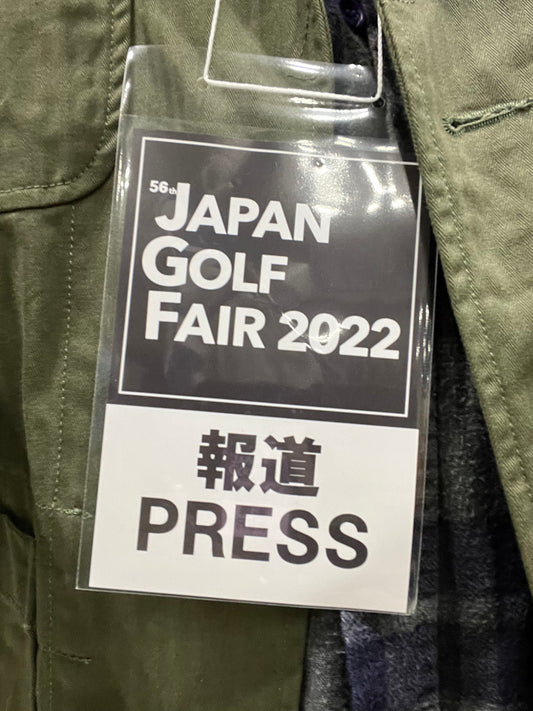 56th
JAPAN
GOLF
FAIR 2022
報道
PRESS